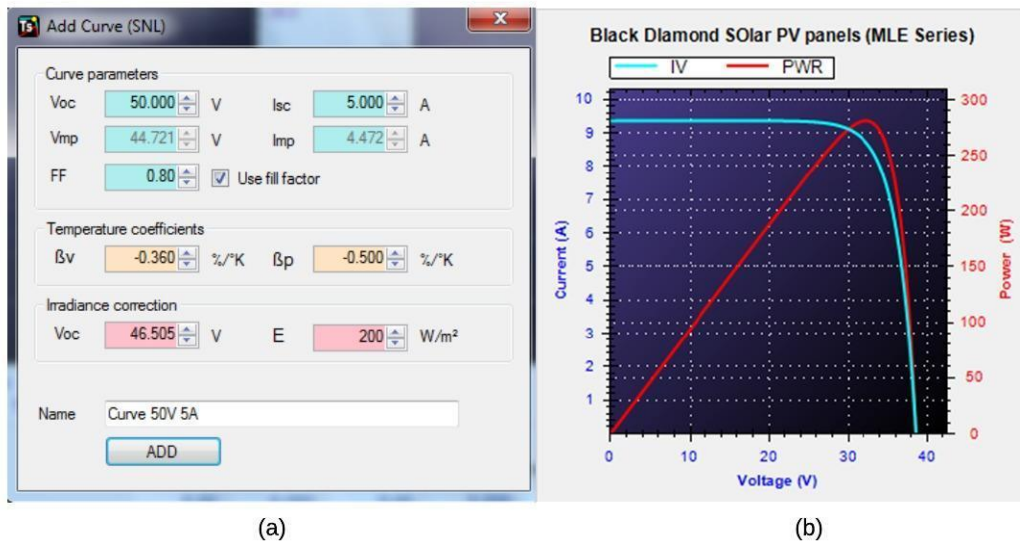 Ts Add Curve (SNL)
Curve parameters
Voc 50.000 V Isc 5.000 A
Vmp 44.721 V Imp 4.472 A
FF 0.80 Use fill factor
Temperature coefficients
ßv -0.360 %/°K ßp -0.500 %/°K
Irradiance correction
Voc 46.505 V E 200 W/m²
Name Curve 50V 5A
ADD
(a)
Black DIamond SOlar PV panels (MLE Series)
IV PWR
10 300
9
250
8
7
200
6
5
150
4
100
3
2
50
1
0
Current (A)
Power (W)
0 10 20 30 40
Voltage (V)
(b)